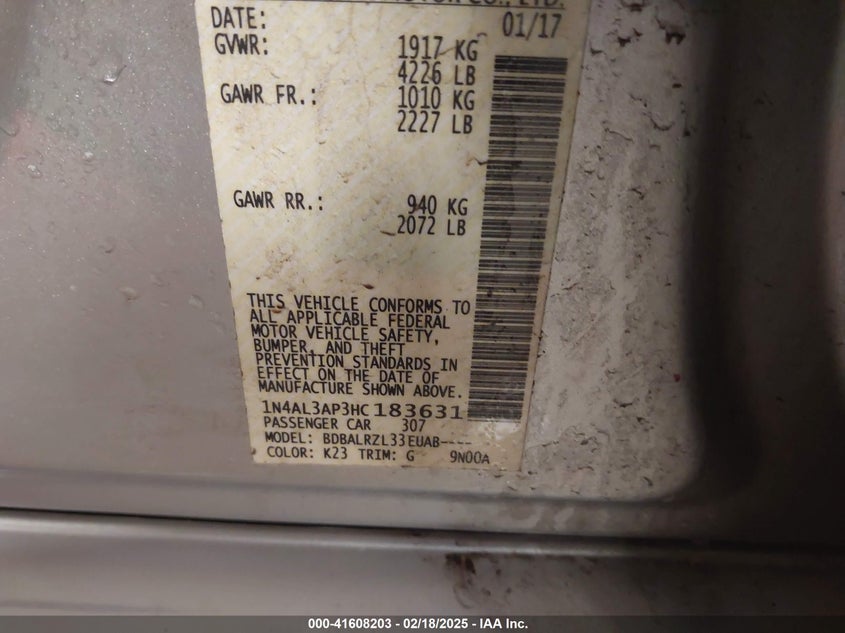 MOTOR CO., LTD.
DATE: 01/17
GVWR: 1917 KG
4226 LB
GAWR FR.: 1010 KG
2227 LB
GAWR RR.: 940 KG
2072 LB
THIS VEHICLE CONFORMS TO
ALL APPLICABLE FEDERAL
MOTOR VEHICLE SAFETY,
BUMPER, AND THEFT
PREVENTION STANDARDS IN
EFFECT ON THE DATE OF
MANUFACTURE SHOWN ABOVE.
1N4AL3AP3HC183631
PASSENGER CAR 307
MODEL: BDBALRZL33EUAB----
COLOR: K23 TRIM: G 9N00A
000-41608203 - 02/18/2025 - IAA Inc.